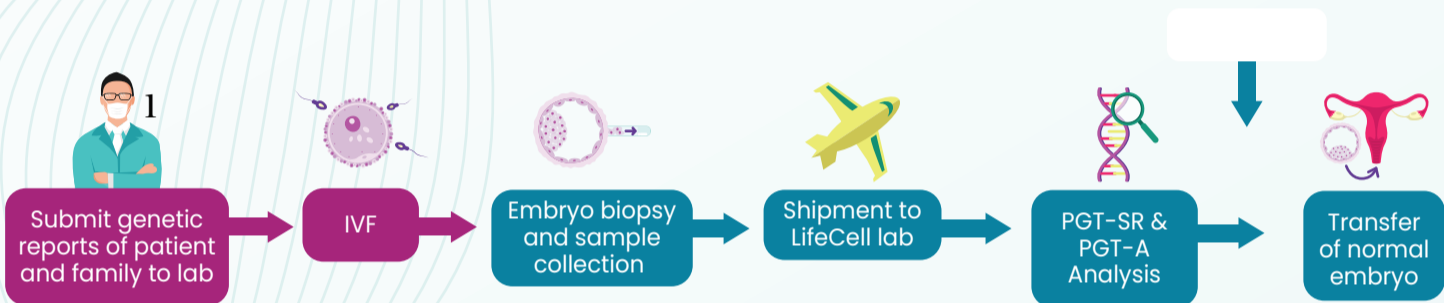 1
Submit genetic
reports of patient
and family to lab
IVF
Embryo biopsy
and sample
collection
Shipment to
LifeCell lab
PGT-SR &
PGT-A
Analysis
Transfer
of normal
embryo